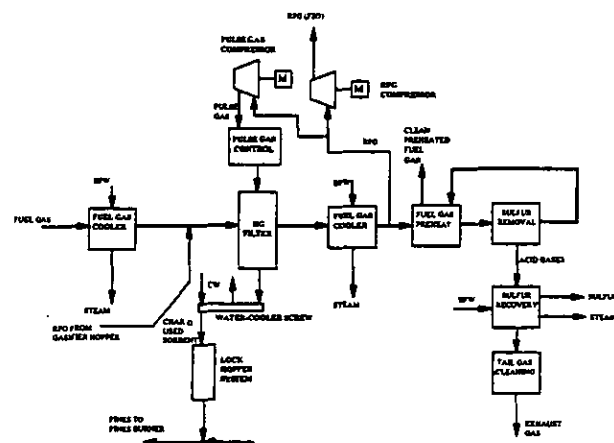 RPG (730)
PULSE GAS
COMPRESSOR
M
M
RPG
COMPRESSOR
PULSE
GAS
PULSE GAS
CONTROL
RPG
CLEAN
PREHEATED
FUEL
GAS
BFW
BFW
FUEL GAS
FUEL GAS
COOLER
HG
FILTER
FUEL GAS
COOLER
FUEL GAS
PREHEAT
SULFUR
REMOVAL
ACID GASES
STEAM
CW
WATER-COOLER SCREW
STEAM
BFW
SULFUR
RECOVERY
SULFUR
STEAM
RPG FROM
GASIFIER HOPPER
CHAR &
USED
SORBENT
LOCK
HOPPER
SYSTEM
TAIL GAS
CLEANING
FINES TO
FINES BURNER
EXHAUST
GAS